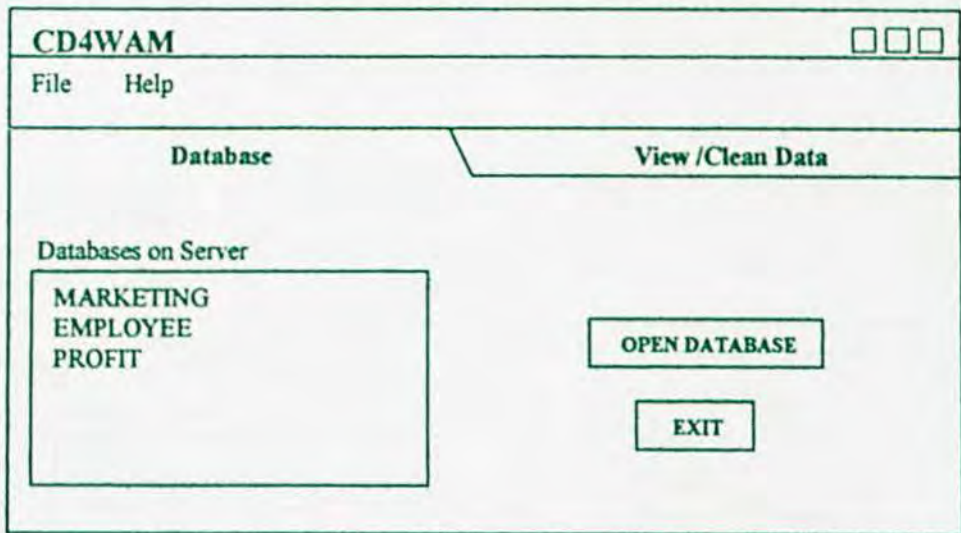 CD4WAM
File Help
Database
View /Clean Data
Databases on Server
MARKETING
EMPLOYEE
PROFIT
OPEN DATABASE
EXIT